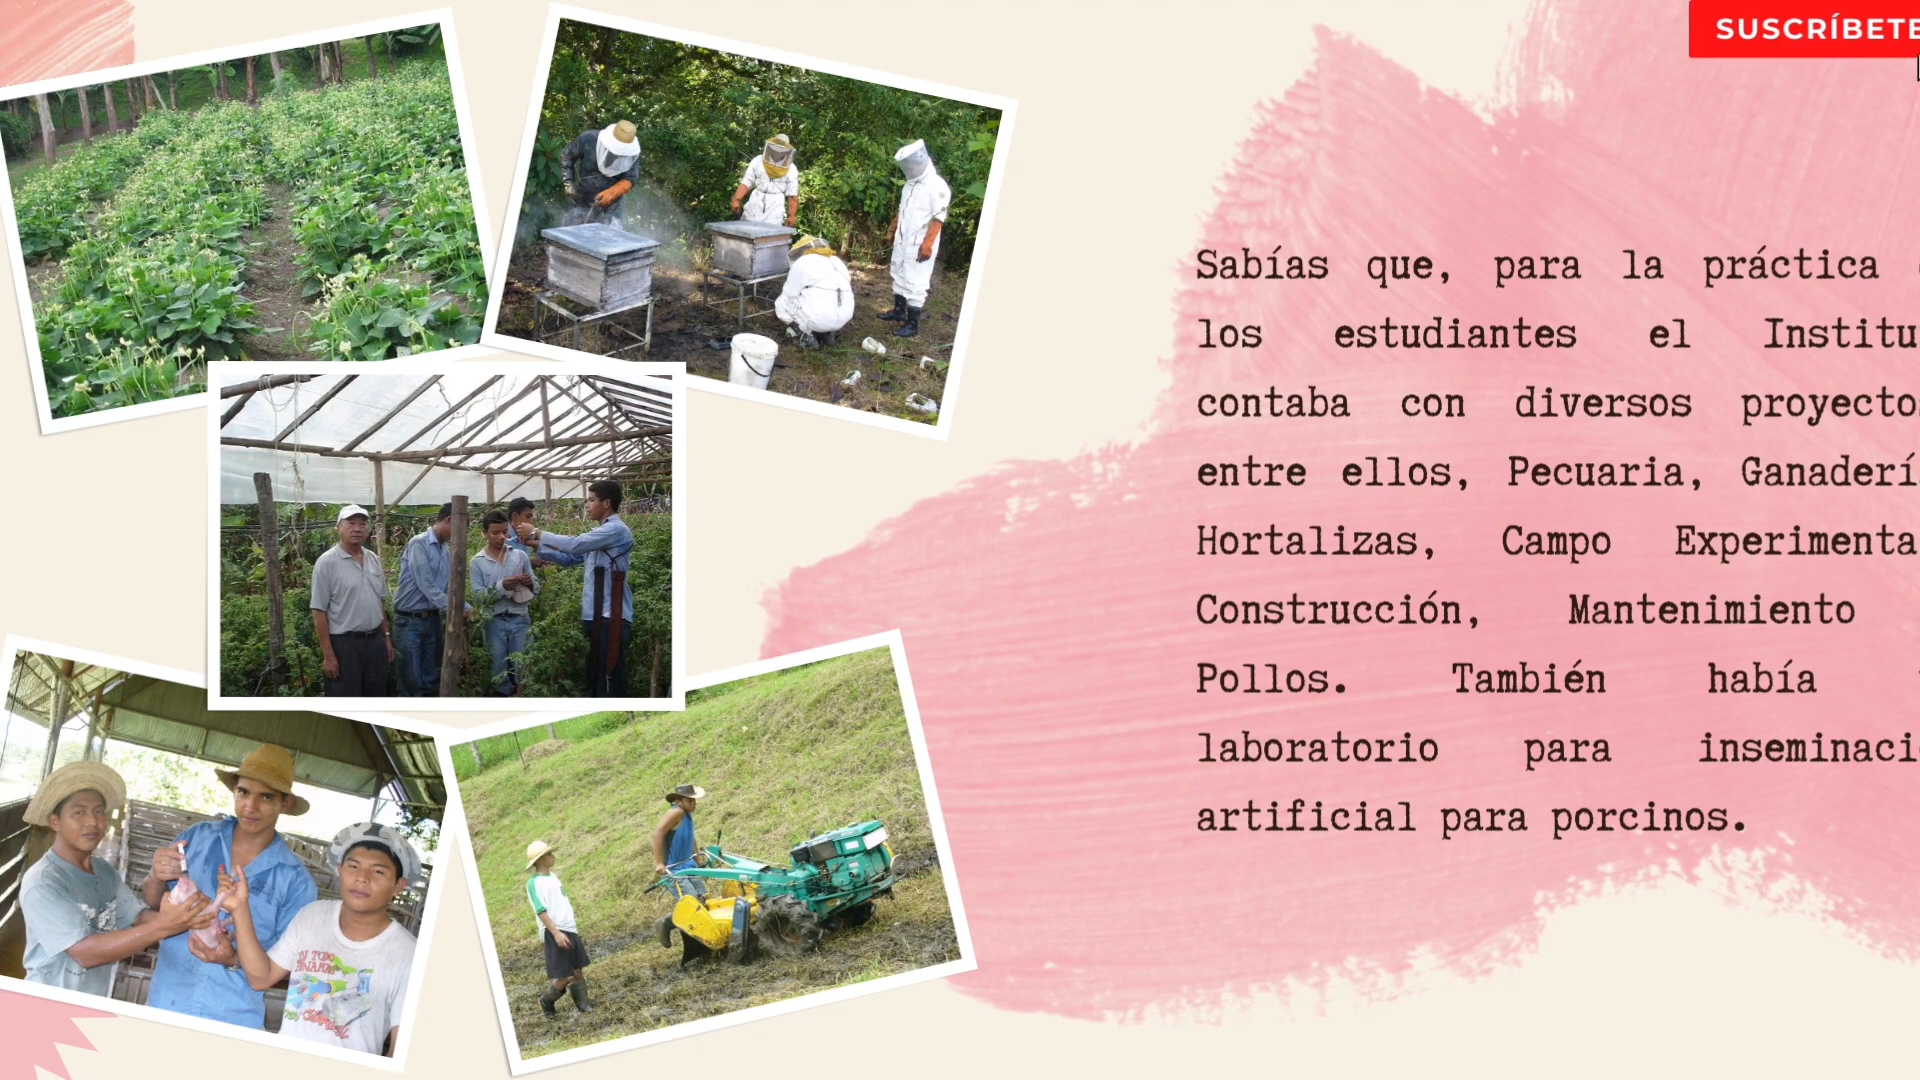 SUSCRÍBETE
Sabías que, para la práctica
los estudiantes el Institu
contaba con diversos proyecto
entre ellos, Pecuaria, Ganaderí
Hortalizas, Campo Experimenta
Construcción, Mantenimiento
Pollos. También había
laboratorio para inseminaci
artificial para porcinos.